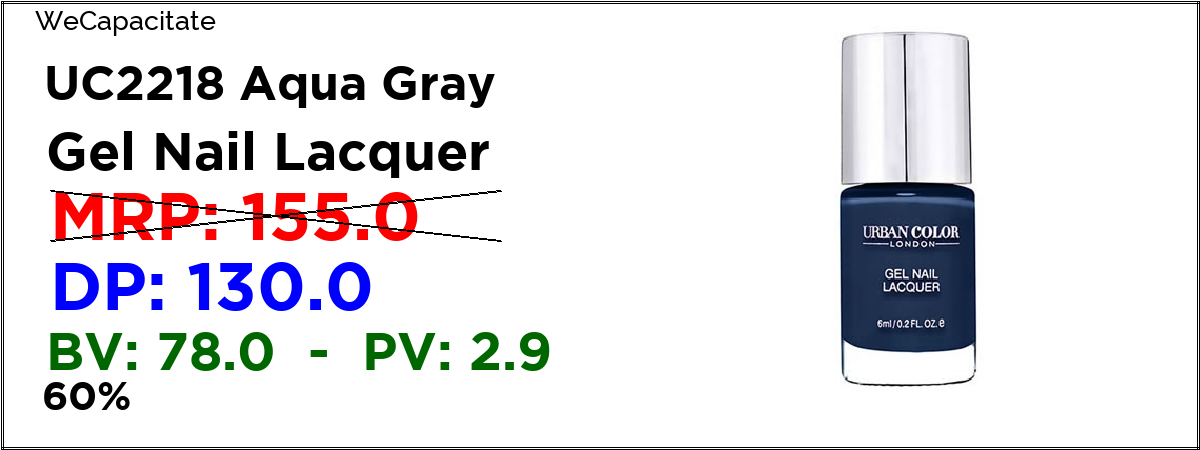 WeCapacitate
UC2218 Aqua Gray
Gel Nail Lacquer
MRP: 155.0
DP: 130.0
BV: 78.0 - PV: 2.9
60%
URBAN COLOR
LONDON
GEL NAIL
LACQUER
6ml/0.2 FL. OZ. e